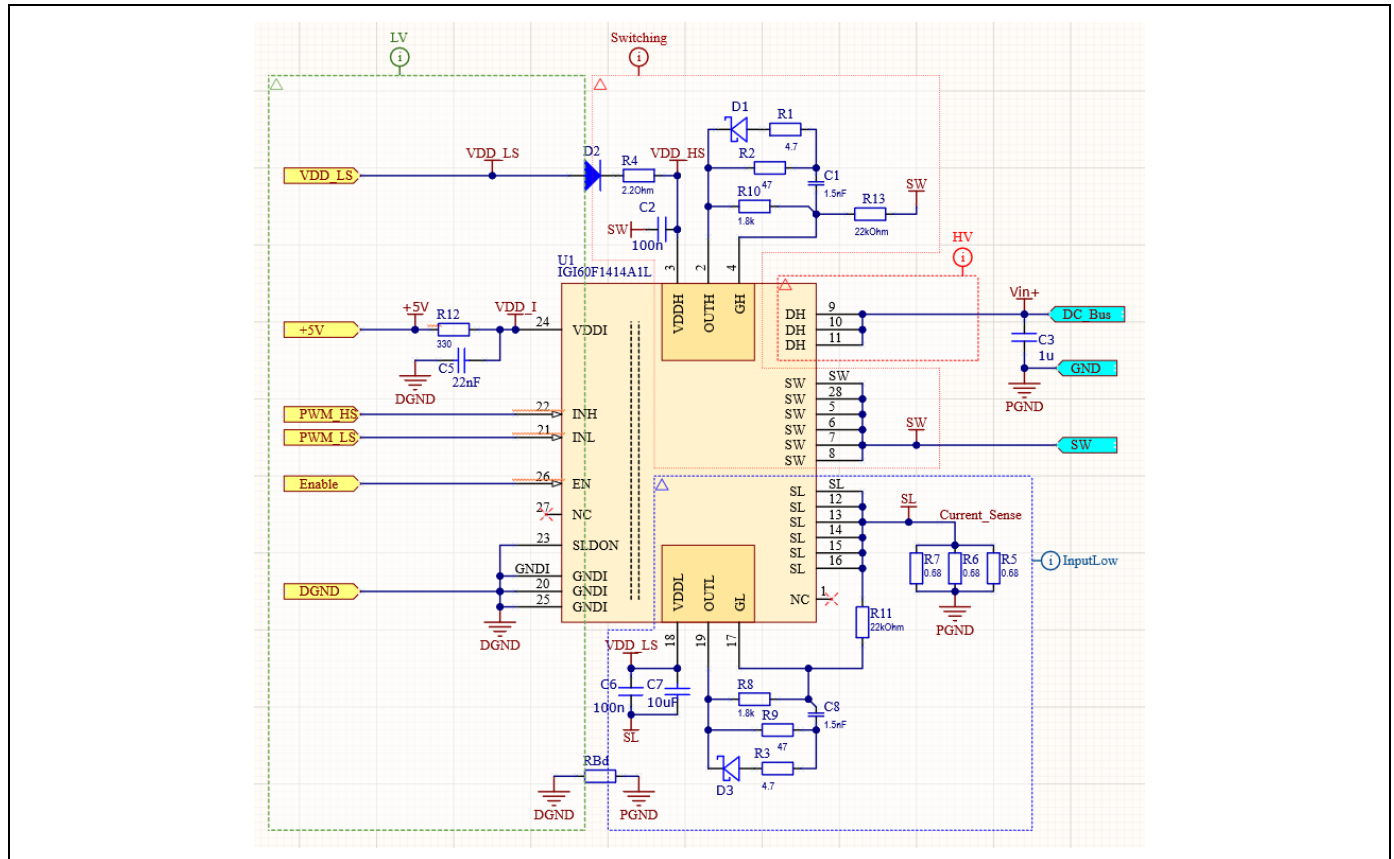 LV
Switching
D1
R1
4.7
R2
47
C1
1.5nF
R10
1.8k
R13
22kOhm
SW
VDD_LS
VDD_LS
D2
R4
2.2Ohm
VDD_HS
C2
100n
SW
HV
U1
IGI60F1414A1L
3
2
4
VDDH
OUTH
GH
+5V
+5V
R12
330
VDD_I
24
VDDI
C5
22nF
DGND
DH
9
DH
10
DH
11
Vin+
DC_Bus
C3
1u
GND
PGND
PWM_HS
22
INH
PWM_LS
21
INL
Enable
26
EN
27
NC
SW
SW
SW
28
SW
5
SW
6
SW
7
SW
8
SW
SW
23
SLDON
GNDI
GNDI
DGND
20
GNDI
25
GNDI
DGND
SL
SL
SL
12
SL
13
SL
14
SL
15
SL
16
NC
1
SL
Current_Sense
R7
0.68
R6
0.68
R5
0.68
PGND
InputLow
VDDL
OUTL
GL
18
19
17
R11
22kOhm
VDD_LS
C6
100n
C7
10uF
SL
R8
1.8k
C8
1.5nF
R9
47
R3
4.7
D3
RBd
DGND
PGND